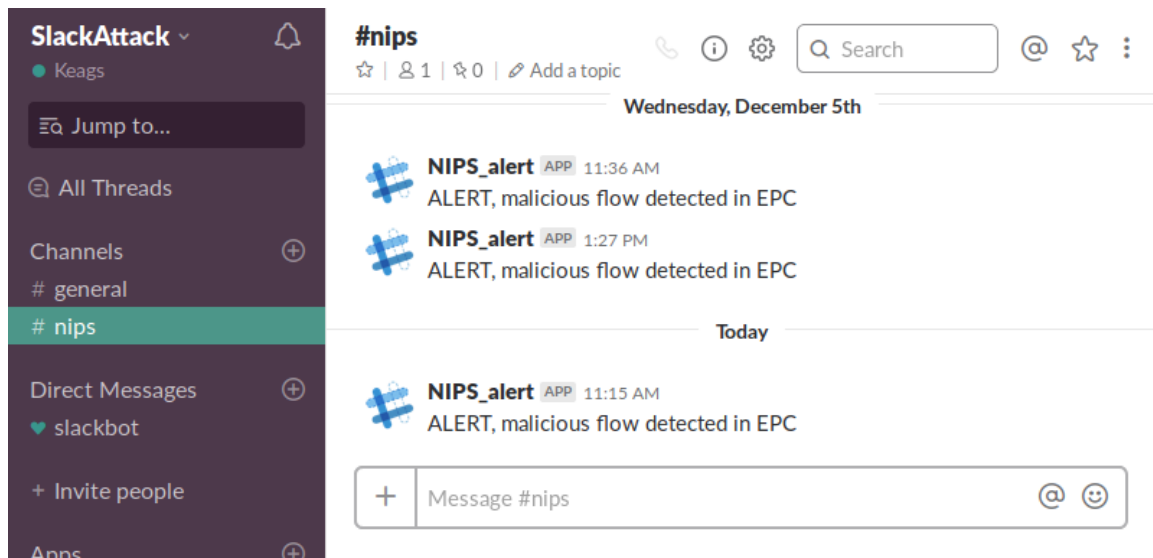 SlackAttack
Keags
Jump to...
All Threads
Channels
# general
# nips
Direct Messages
slackbot
+ Invite people
Apps
#nips
1 | 0 | Add a topic
Search
Wednesday, December 5th
NIPS_alert APP 11:36 AM
ALERT, malicious flow detected in EPC
NIPS_alert APP 1:27 PM
ALERT, malicious flow detected in EPC
Today
NIPS_alert APP 11:15 AM
ALERT, malicious flow detected in EPC
+ Message #nips @